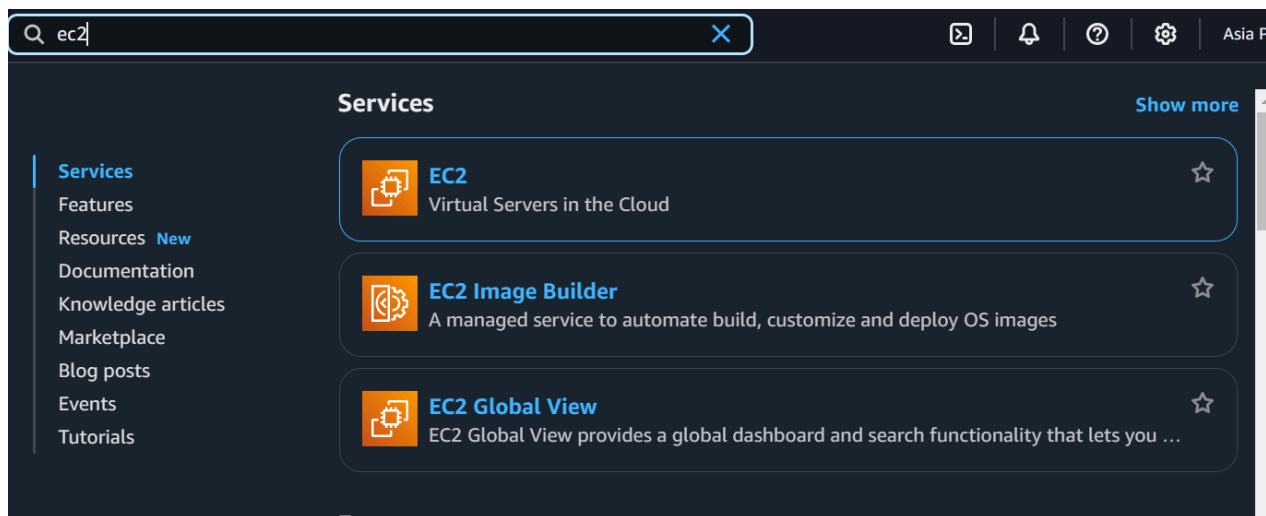 ec2
Asia P
Services
Show more
Services
Features
Resources New
Documentation
Knowledge articles
Marketplace
Blog posts
Events
Tutorials
EC2
Virtual Servers in the Cloud
EC2 Image Builder
A managed service to automate build, customize and deploy OS images
EC2 Global View
EC2 Global View provides a global dashboard and search functionality that lets you ...